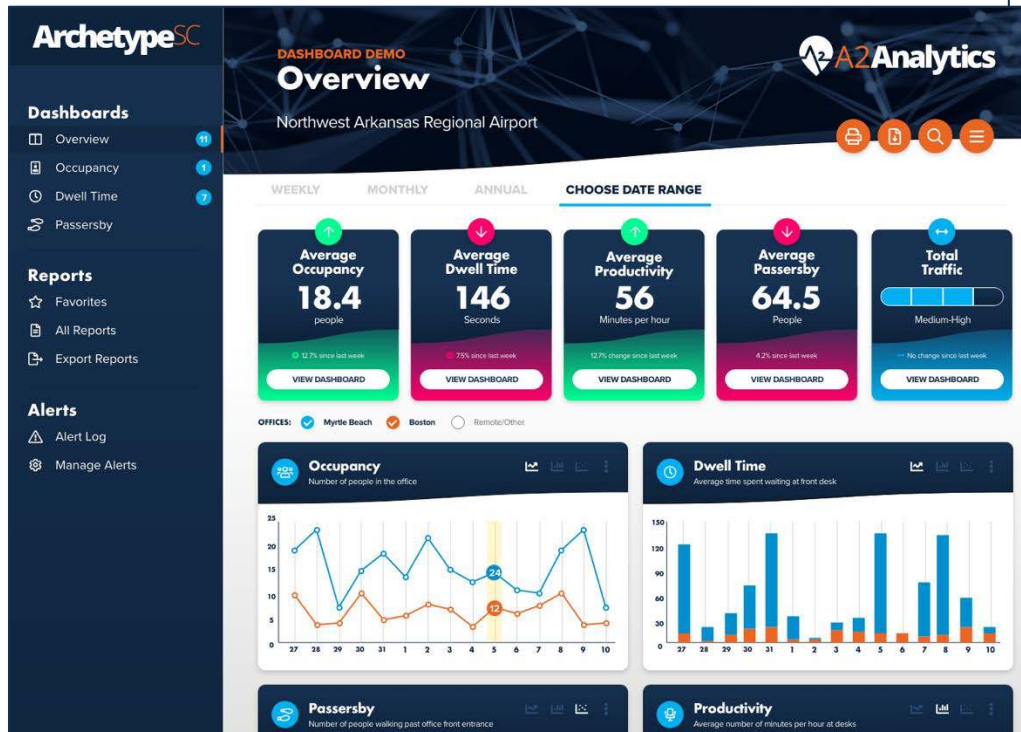 ArchetypeSC
Dashboards
Overview 11
Occupancy 1
Dwell Time 7
Passersby
Reports
Favorites
All Reports
Export Reports
Alerts
Alert Log
Manage Alerts
DASHBOARD DEMO
Overview
Northwest Arkansas Regional Airport
A2 A2Analytics
WEEKLY MONTHLY ANNUAL CHOOSE DATE RANGE
Average
Occupancy
18.4
people
12.7% since last week
VIEW DASHBOARD
Average
Dwell Time
146
Seconds
7.5% since last week
VIEW DASHBOARD
Average
Productivity
56
Minutes per hour
12.7% change since last week
VIEW DASHBOARD
Average
Passersby
64.5
People
4.2% since last week
VIEW DASHBOARD
Total
Traffic
Medium-High
No change since last week
VIEW DASHBOARD
OFFICES: Myrtle Beach Boston Remote/Other
Occupancy
Number of people in the office
25
20
15
10
5
0
24
12
27 28 29 30 31 1 2 3 4 5 6 7 8 9 10
Dwell Time
Average time spent waiting at front desk
150
120
90
60
30
0
27 28 29 30 31 1 2 3 4 5 6 7 8 9 10
Passersby
Number of people walking past office front entrance
Productivity
Average number of minutes per hour at desks